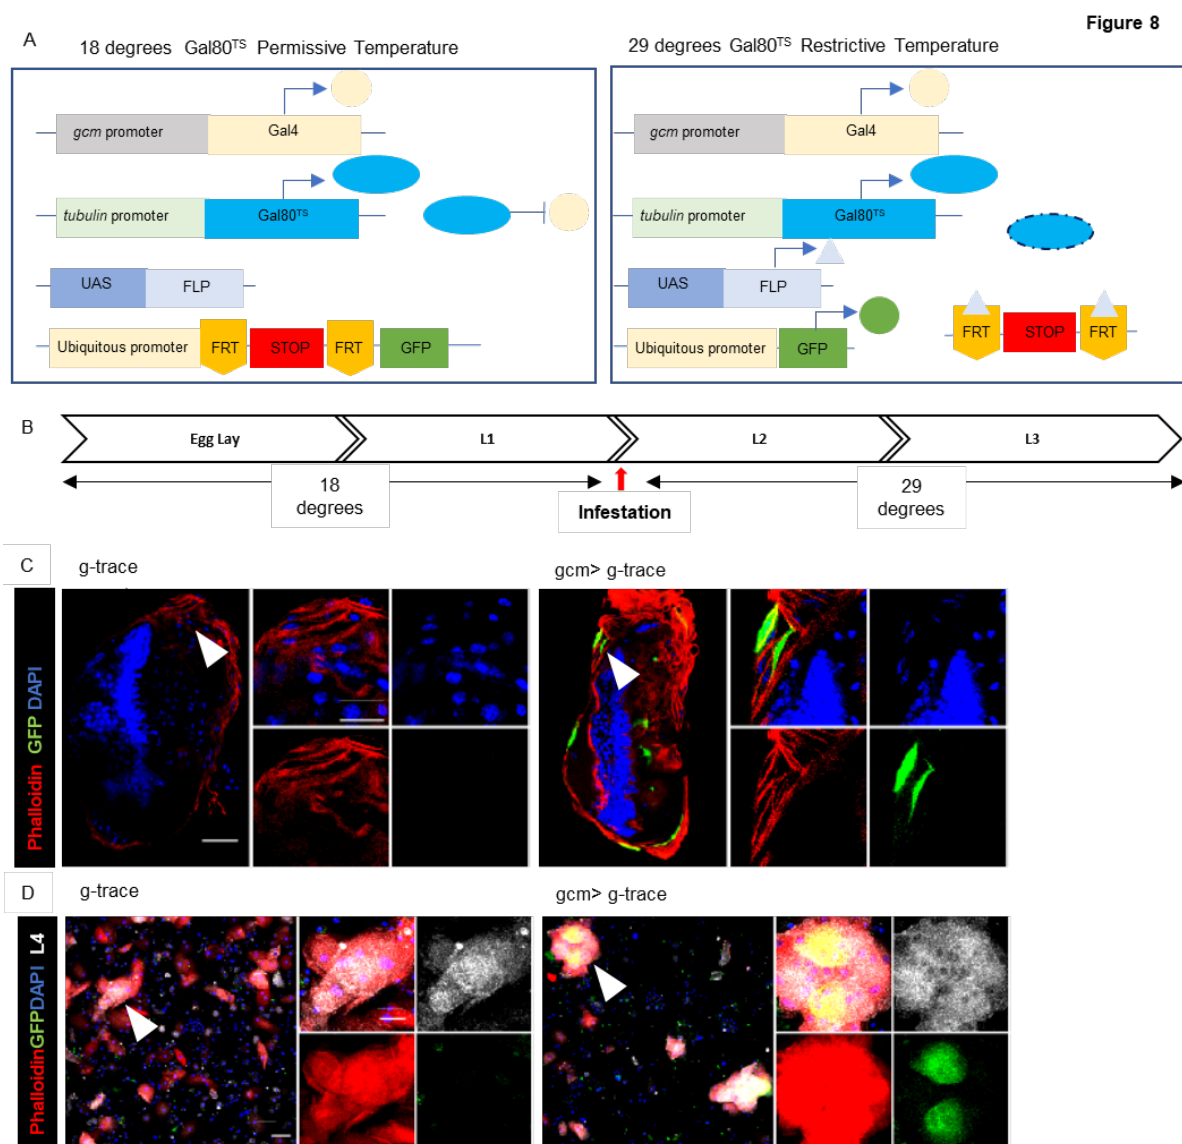 Figure 8
A
18 degrees Gal80TS Permissive Temperature
29 degrees Gal80TS Restrictive Temperature
gcm promoter
Gal4
tubulin promoter
Gal80TS
UAS
FLP
Ubiquitous promoter
FRT
STOP
FRT
GFP
gcm promoter
Gal4
tubulin promoter
Gal80TS
UAS
FLP
Ubiquitous promoter
GFP
FRT
STOP
FRT
B
Egg Lay
L1
L2
L3
18
degrees
Infestation
29
degrees
C
g-trace
gcm> g-trace
Phalloidin GFP DAPI
D
g-trace
gcm> g-trace
PhalloidinGFPDAPI L4